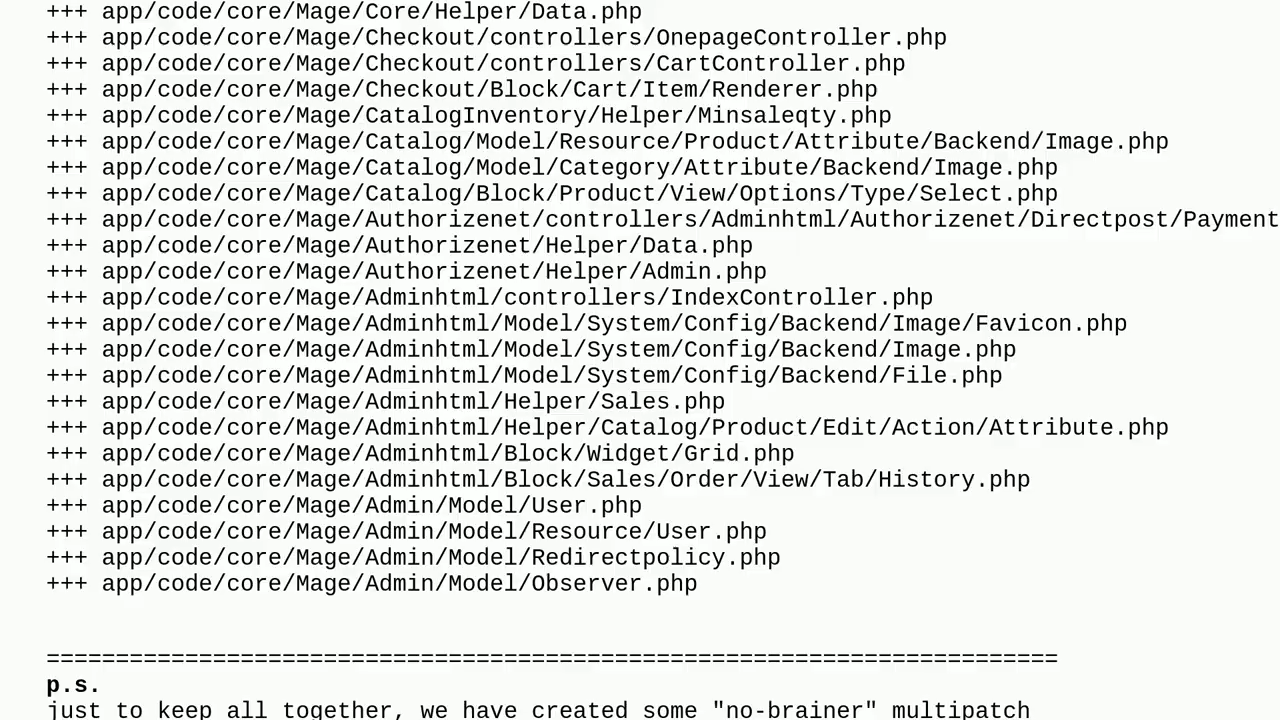 +++ app/code/core/Mage/Core/Helper/Data.php
+++ app/code/core/Mage/Checkout/controllers/OnepageController.php
+++ app/code/core/Mage/Checkout/controllers/CartController.php
+++ app/code/core/Mage/Checkout/Block/Cart/Item/Renderer.php
+++ app/code/core/Mage/CatalogInventory/Helper/Minsaleqty.php
+++ app/code/core/Mage/Catalog/Model/Resource/Product/Attribute/Backend/Image.php
+++ app/code/core/Mage/Catalog/Model/Category/Attribute/Backend/Image.php
+++ app/code/core/Mage/Catalog/Block/Product/View/Options/Type/Select.php
+++ app/code/core/Mage/Authorizenet/controllers/Adminhtml/Authorizenet/Directpost/Payment
+++ app/code/core/Mage/Authorizenet/Helper/Data.php
+++ app/code/core/Mage/Authorizenet/Helper/Admin.php
+++ app/code/core/Mage/Adminhtml/controllers/IndexController.php
+++ app/code/core/Mage/Adminhtml/Model/System/Config/Backend/Image/Favicon.php
+++ app/code/core/Mage/Adminhtml/Model/System/Config/Backend/Image.php
+++ app/code/core/Mage/Adminhtml/Model/System/Config/Backend/File.php
+++ app/code/core/Mage/Adminhtml/Helper/Sales.php
+++ app/code/core/Mage/Adminhtml/Helper/Catalog/Product/Edit/Action/Attribute.php
+++ app/code/core/Mage/Adminhtml/Block/Widget/Grid.php
+++ app/code/core/Mage/Adminhtml/Block/Sales/Order/View/Tab/History.php
+++ app/code/core/Mage/Admin/Model/User.php
+++ app/code/core/Mage/Admin/Model/Resource/User.php
+++ app/code/core/Mage/Admin/Model/Redirectpolicy.php
+++ app/code/core/Mage/Admin/Model/Observer.php
=========================================================================
p.s.
just to keep all together, we have created some "no-brainer" multipatch